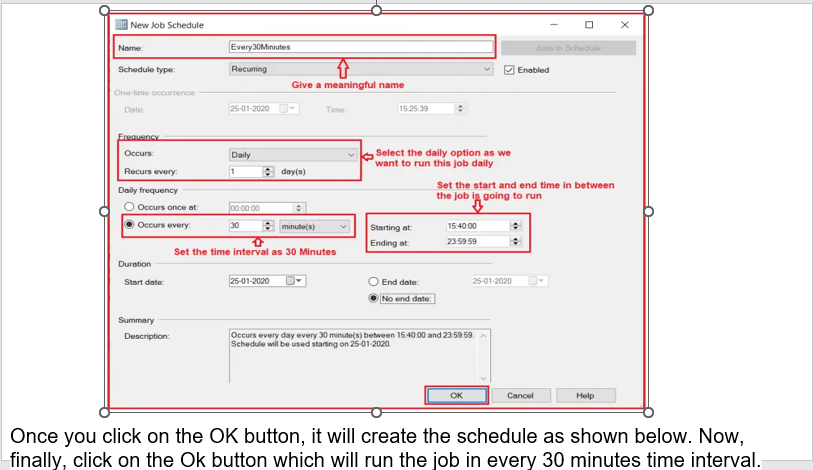 New Job Schedule
Name: Every30Miniutes Jobs in Schedule
Schedule type: Recurring Enabled
Give a meaningful name
One-time occurrence
Date: 25-01-2020 Time: 15:25:39
Frequency
Occurs: Daily
Select the daily option as we
want to run this job daily
Recurs every: 1 day(s)
Daily frequency
Set the start and end time in between
the job is going to run
Occurs once at: 00:00:00
Occurs every: 30 minute(s)
Starting at: 15:40:00
Ending at: 23:59:59
Set the time interval as 30 Minutes
Duration
Start date: 25-01-2020 End date: 25-01-2020
No end date:
Summary
Description: Occurs every day every 30 minute(s) between 15:40:00 and 23:59:59.
Schedule will be used starting on 25-01-2020.
OK Cancel Help
Once you click on the OK button, it will create the schedule as shown below. Now,
finally, click on the Ok button which will run the job in every 30 minutes time interval.